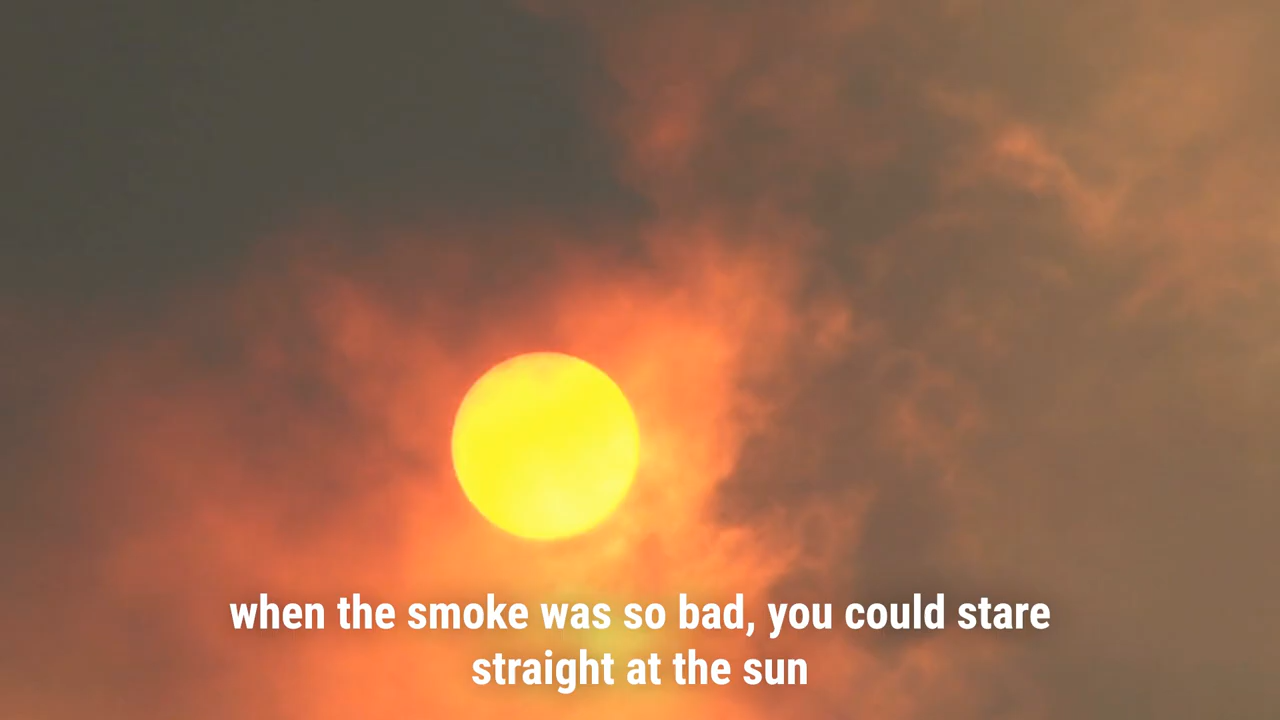 when the smoke was so bad, you could stare
straight at the sun